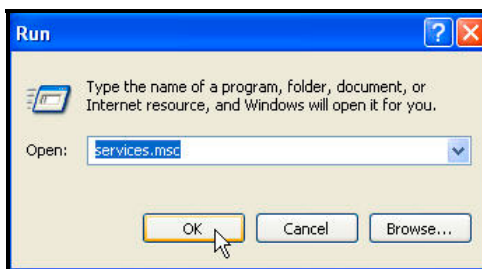 Run
Type the name of a program, folder, document, or
Internet resource, and Windows will open it for you.
Open: services.msc
OK Cancel Browse...